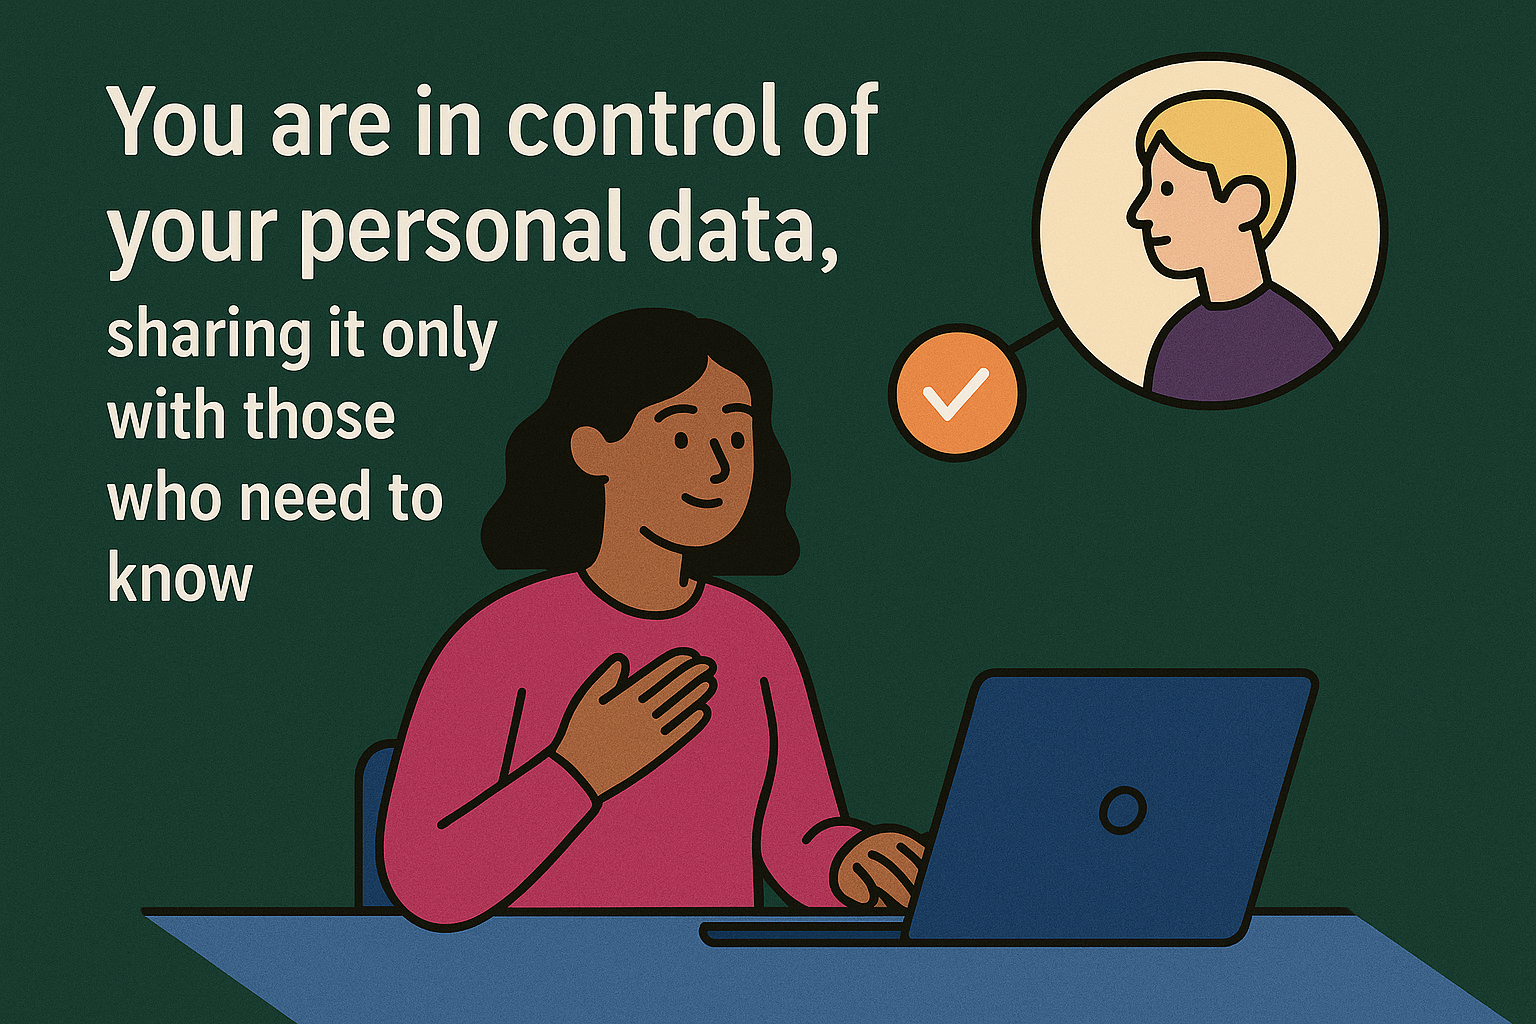 You are in control of
your personal data,
sharing it only
with those
who need to
know